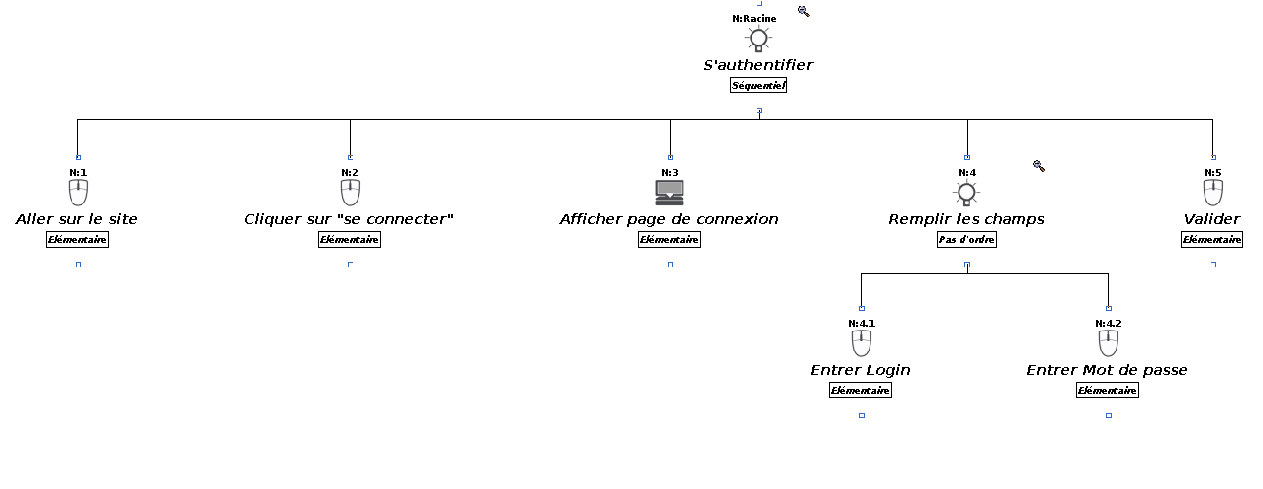 N:Racine
S'authentifier
Séquentiel
N:1
Aller sur le site
Elémentaire
N:2
Cliquer sur "se connecter"
Elémentaire
N:3
Afficher page de connexion
Elémentaire
N:4
Remplir les champs
Pas d'ordre
N:5
Valider
Elémentaire
N:4.1
Entrer Login
Elémentaire
N:4.2
Entrer Mot de passe
Elémentaire